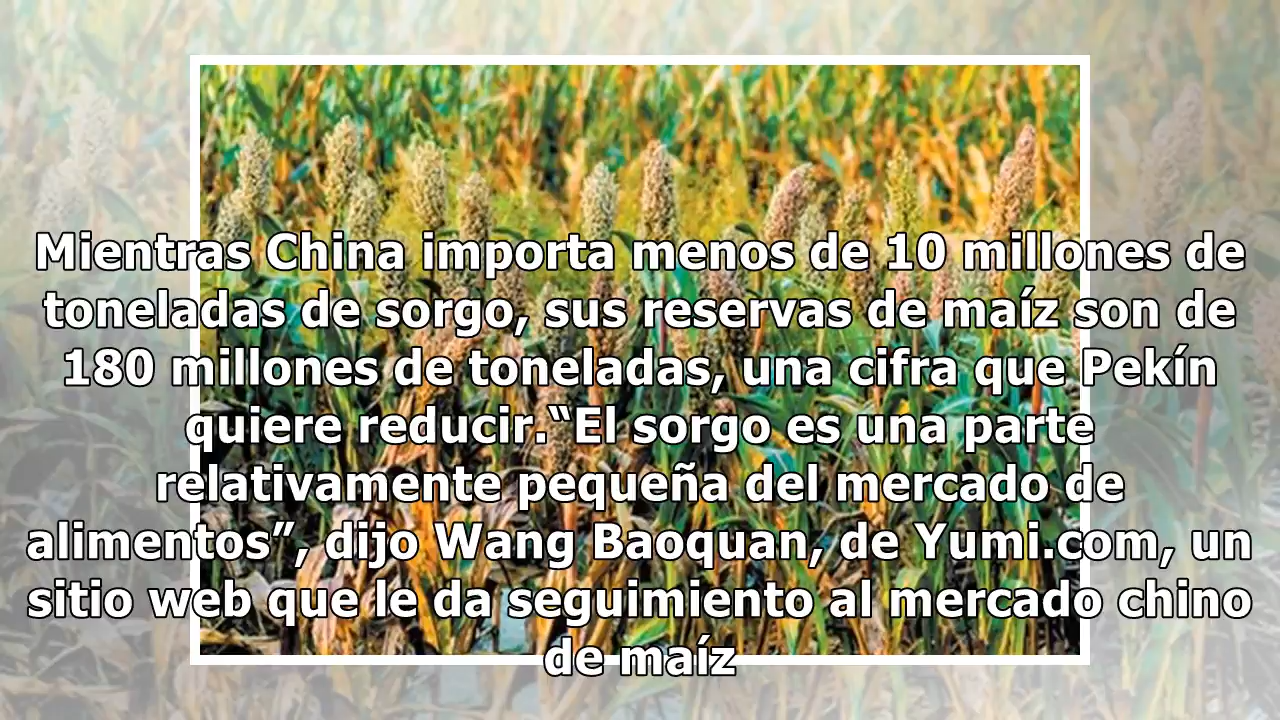 Mientras China importa menos de 10 millones de
toneladas de sorgo, sus reservas de maíz son de
180 millones de toneladas, una cifra que Pekín
quiere reducir.“El sorgo es una parte
relativamente pequeña del mercado de
alimentos”, dijo Wang Baoquan, de Yumi.com, un
sitio web que le da seguimiento al mercado chino
de maíz